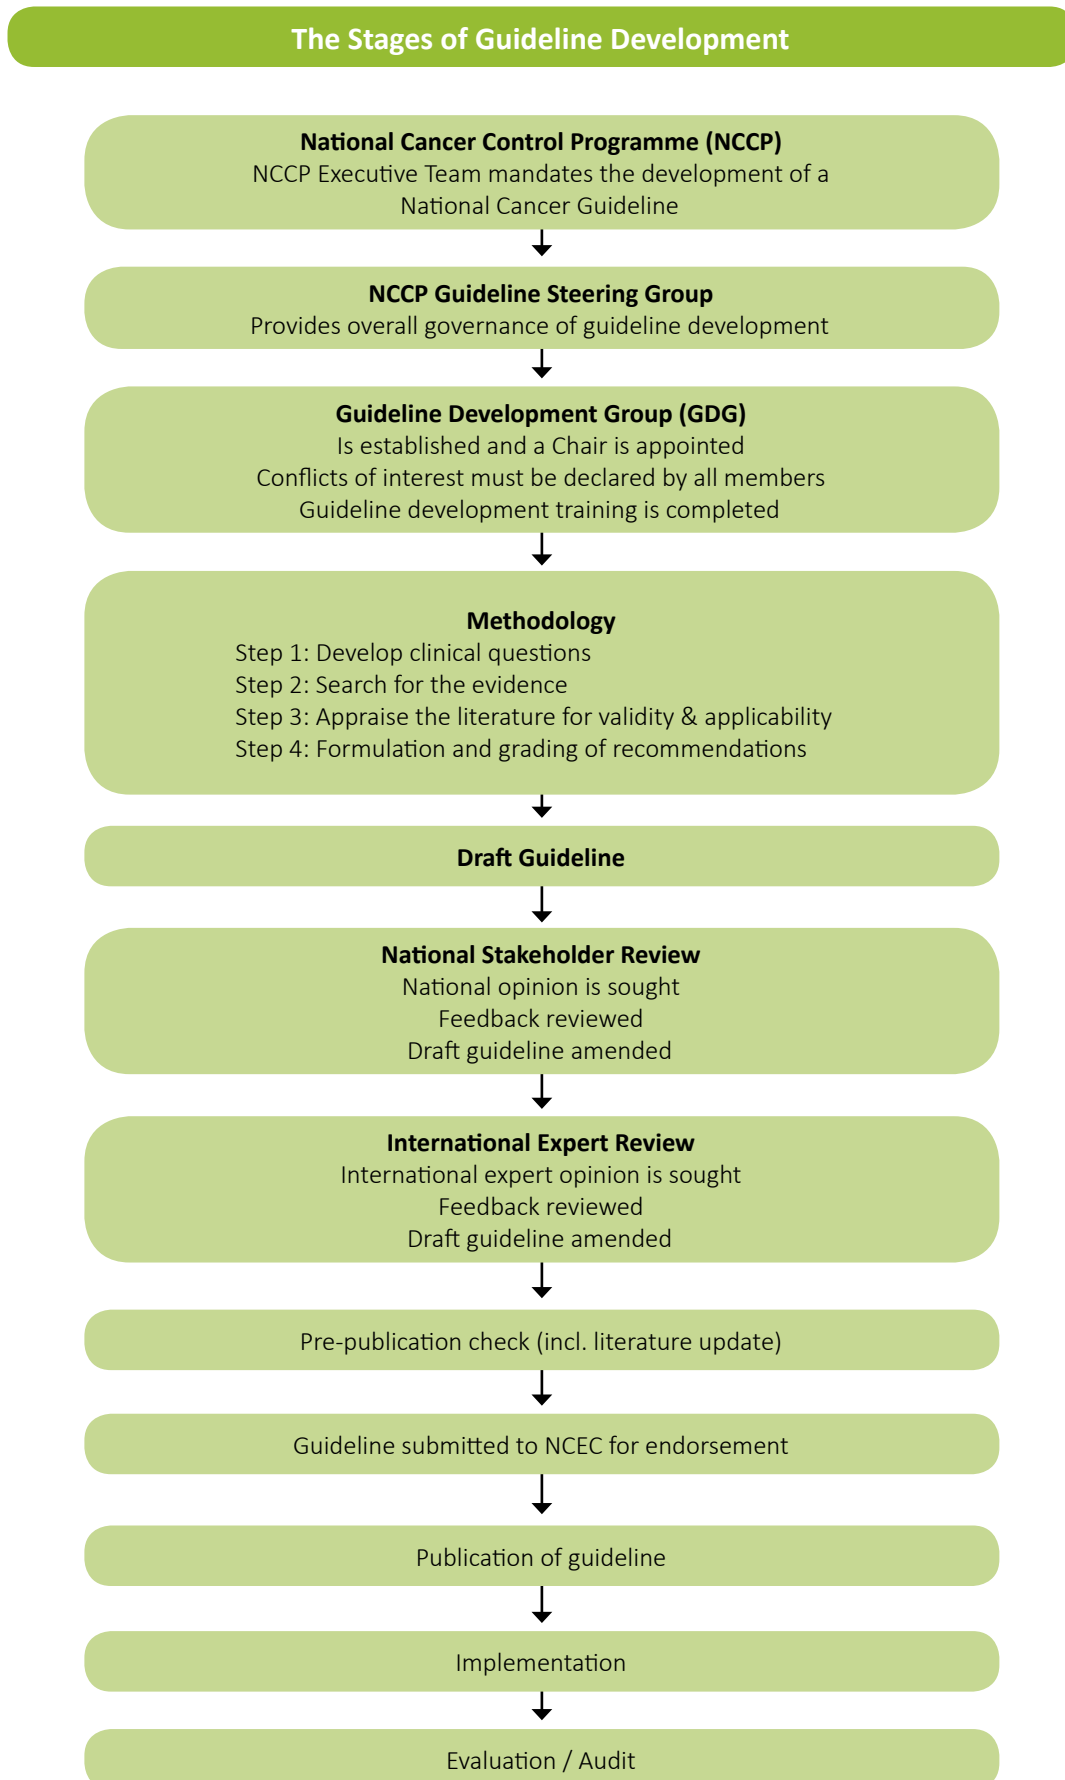 The Stages of Guideline Development
National Cancer Control Programme (NCCP)
NCCP Executive Team mandates the development of a
National Cancer Guideline
NCCP Guideline Steering Group
Provides overall governance of guideline development
Guideline Development Group (GDG)
Is established and a Chair is appointed
Conflicts of interest must be declared by all members
Guideline development training is completed
Methodology
Step 1: Develop clinical questions
Step 2: Search for the evidence
Step 3: Appraise the literature for validity & applicability
Step 4: Formulation and grading of recommendations
Draft Guideline
National Stakeholder Review
National opinion is sought
Feedback reviewed
Draft guideline amended
International Expert Review
International expert opinion is sought
Feedback reviewed
Draft guideline amended
Pre-publication check (incl. literature update)
Guideline submitted to NCEC for endorsement
Publication of guideline
Implementation
Evaluation / Audit